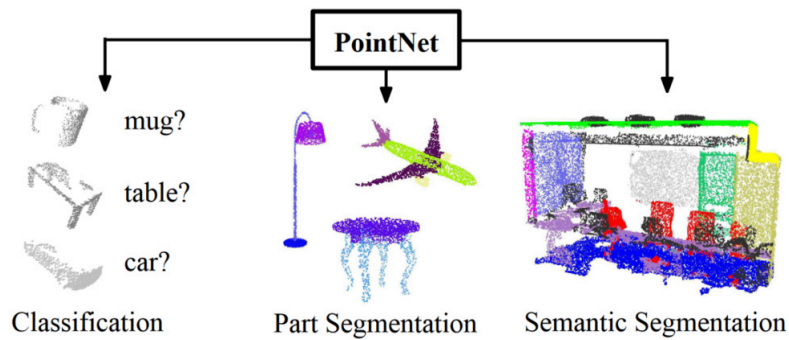 PointNet
mug?
table?
car?
Classification
Part Segmentation
Semantic Segmentation